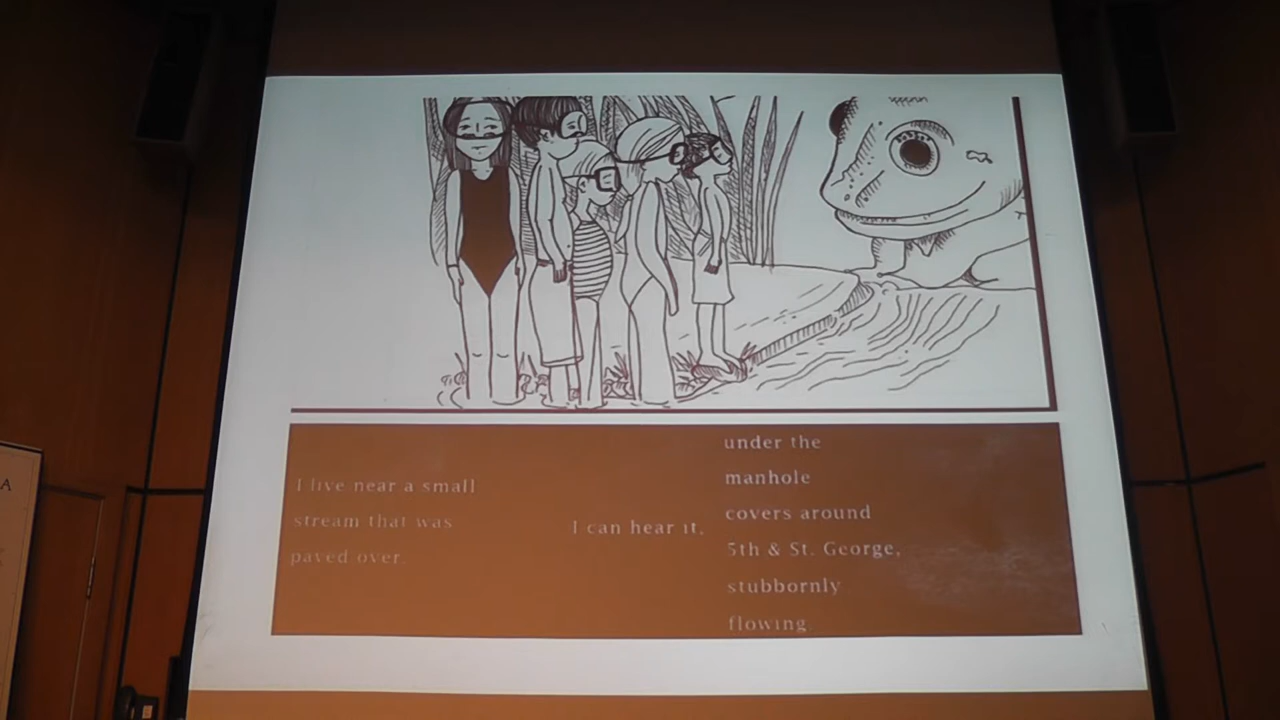 I live near a small
stream that was
paved over.
I can hear it,
under the
manhole
covers around
5th & St. George,
stubbornly
flowing.
A